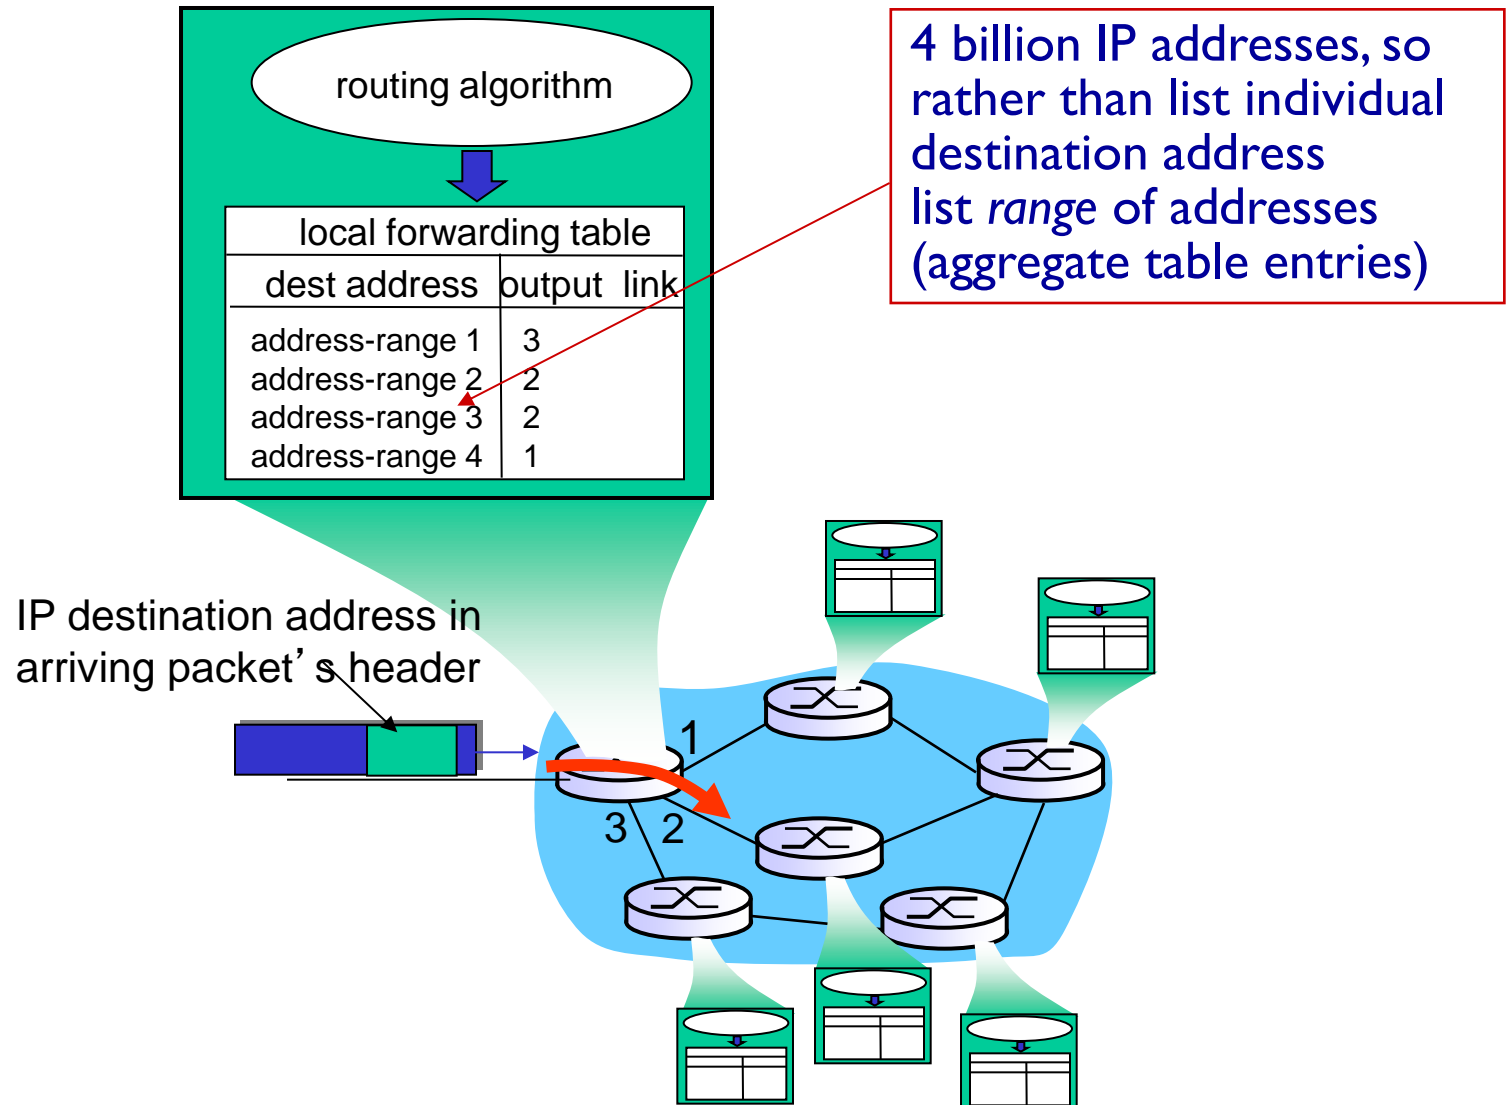 routing algorithm
4 billion IP addresses, so
rather than list individual
destination address
list range of addresses
(aggregate table entries)
local forwarding table
dest address output link
address-range 1 3
address-range 2 2
address-range 3 2
address-range 4 1
IP destination address in
arriving packet’s header
1
3 2